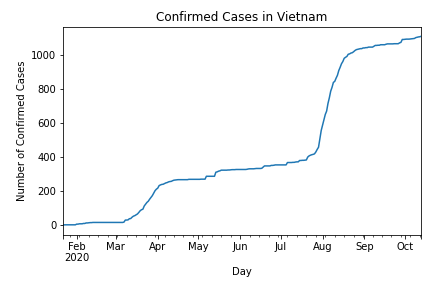 Confirmed Cases in Vietnam
Number of Confirmed Cases
1000
800
600
400
200
0
Feb Mar Apr May Jun Jul Aug Sep Oct
2020
Day